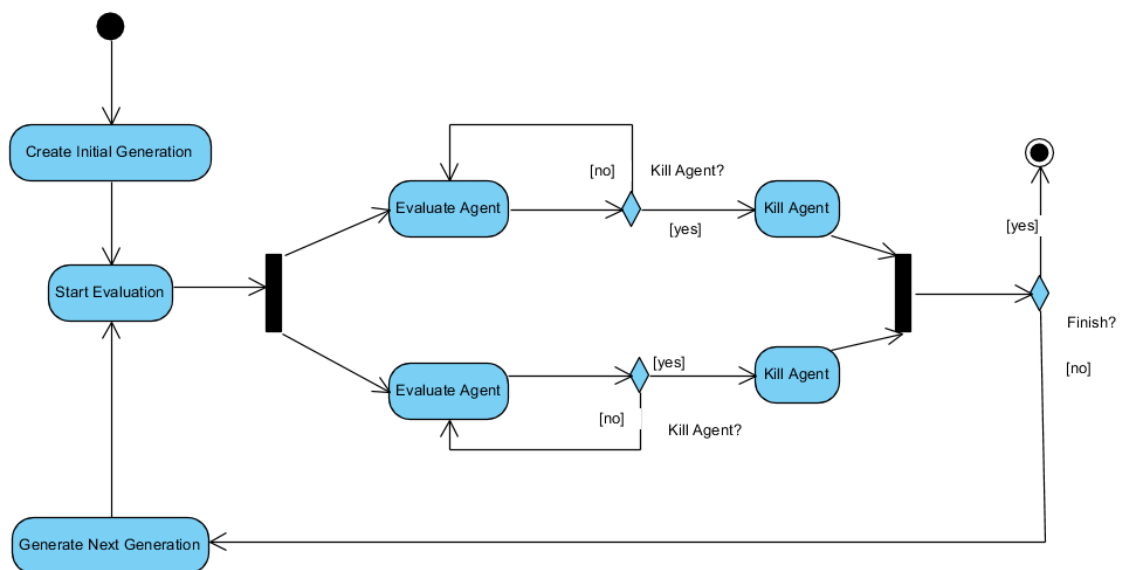 Create Initial Generation
[no]
Kill Agent?
Evaluate Agent
Kill Agent
[yes]
[yes]
Start Evaluation
Finish?
[yes]
[no]
Evaluate Agent
Kill Agent
[no]
Kill Agent?
Generate Next Generation